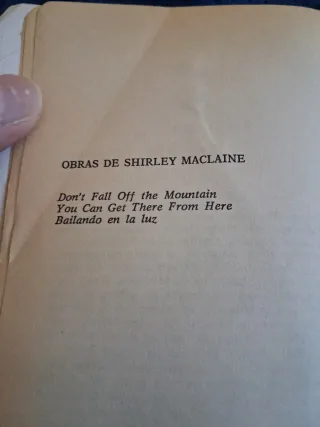 OBRAS DE SHIRLEY MACLAINE
Don't Fall Off the Mountain
You Can Get There From Here
Bailando en la luz